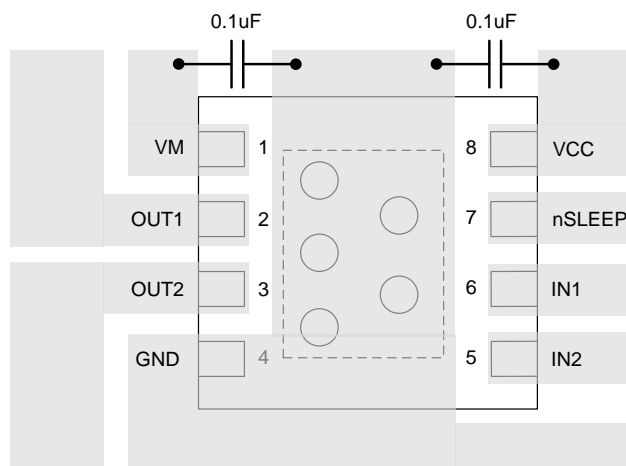 0.1uF 0.1uF
VM 1 8 VCC
OUT1 2 7 nSLEEP
OUT2 3 6 IN1
GND 4 5 IN2